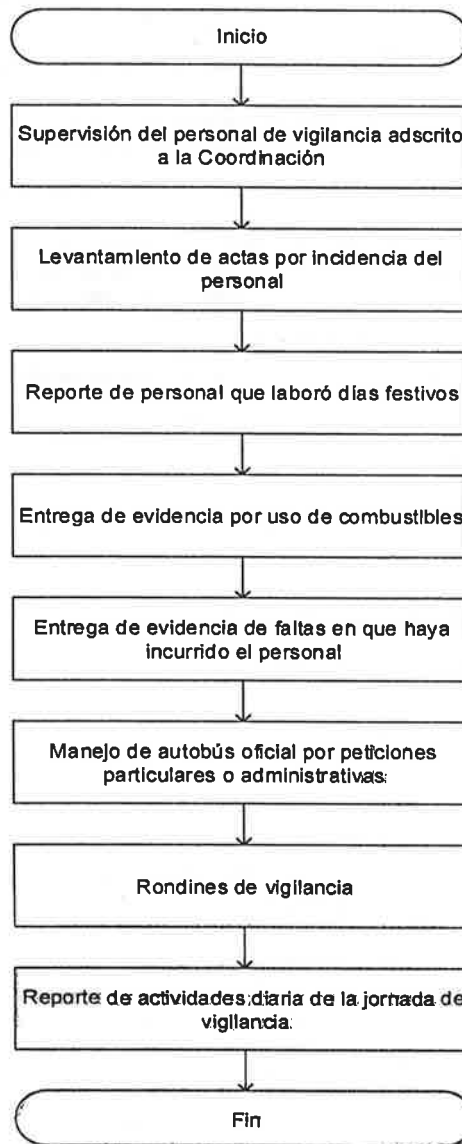 Inicio
Supervisión del personal de vigilancia adscrito
a la Coordinación
Levantamiento de actas por incidencia del
personal
Reporte de personal que laboró días festivos
Entrega de evidencia por uso de combustibles
Entrega de evidencia de faltas en que haya
incurrido el personal
Manejo de autobús oficial por peticiones
particulares o administrativas
Rondines de vigilancia
Reporte de actividades diaria de la jornada de
vigilancia
Fin